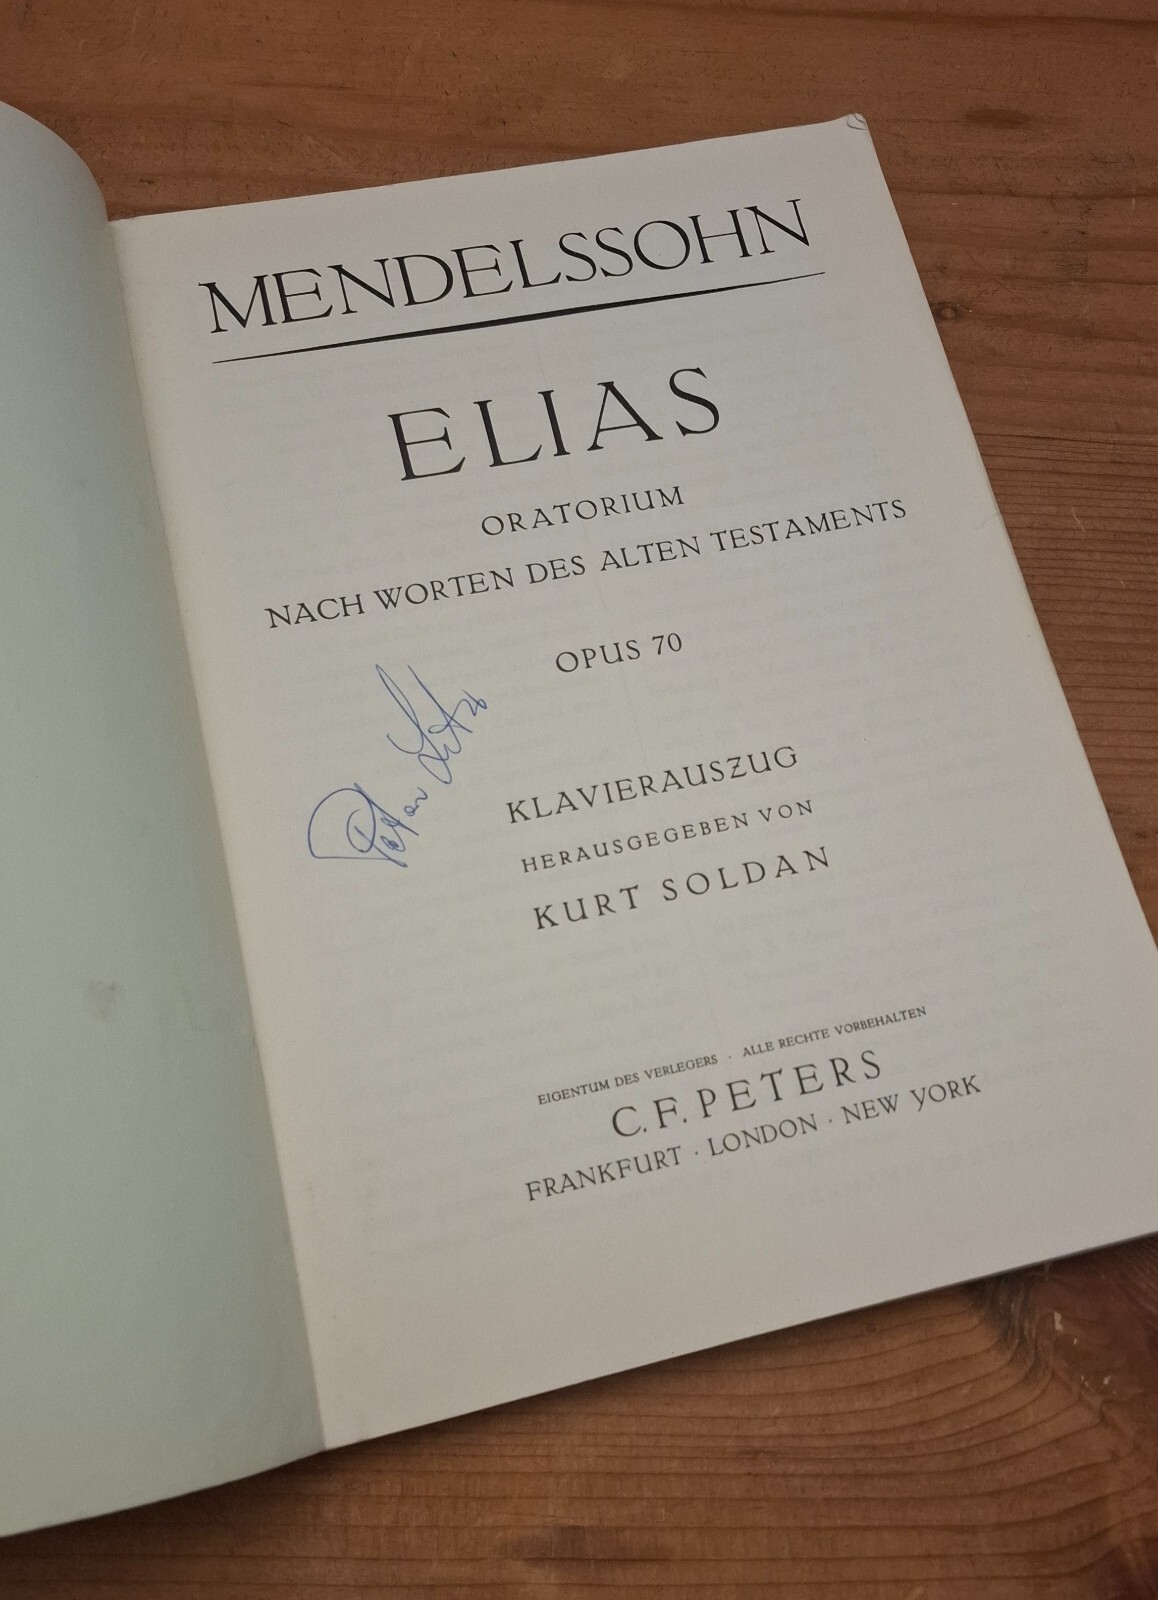 MENDELSSOHN
ELIAS
ORATORIUM
NACH WORTEN DES ALTEN TESTAMENTS
OPUS 70
Peter
KLAVIERAUSZUG
HERAUSGEGEBEN VON
KURT SOLDAN
EIGENTUM DES VERLEGERS · ALLE RECHTE VORBEHALTEN
C. F. PETERS
FRANKFURT · LONDON · NEW YORK